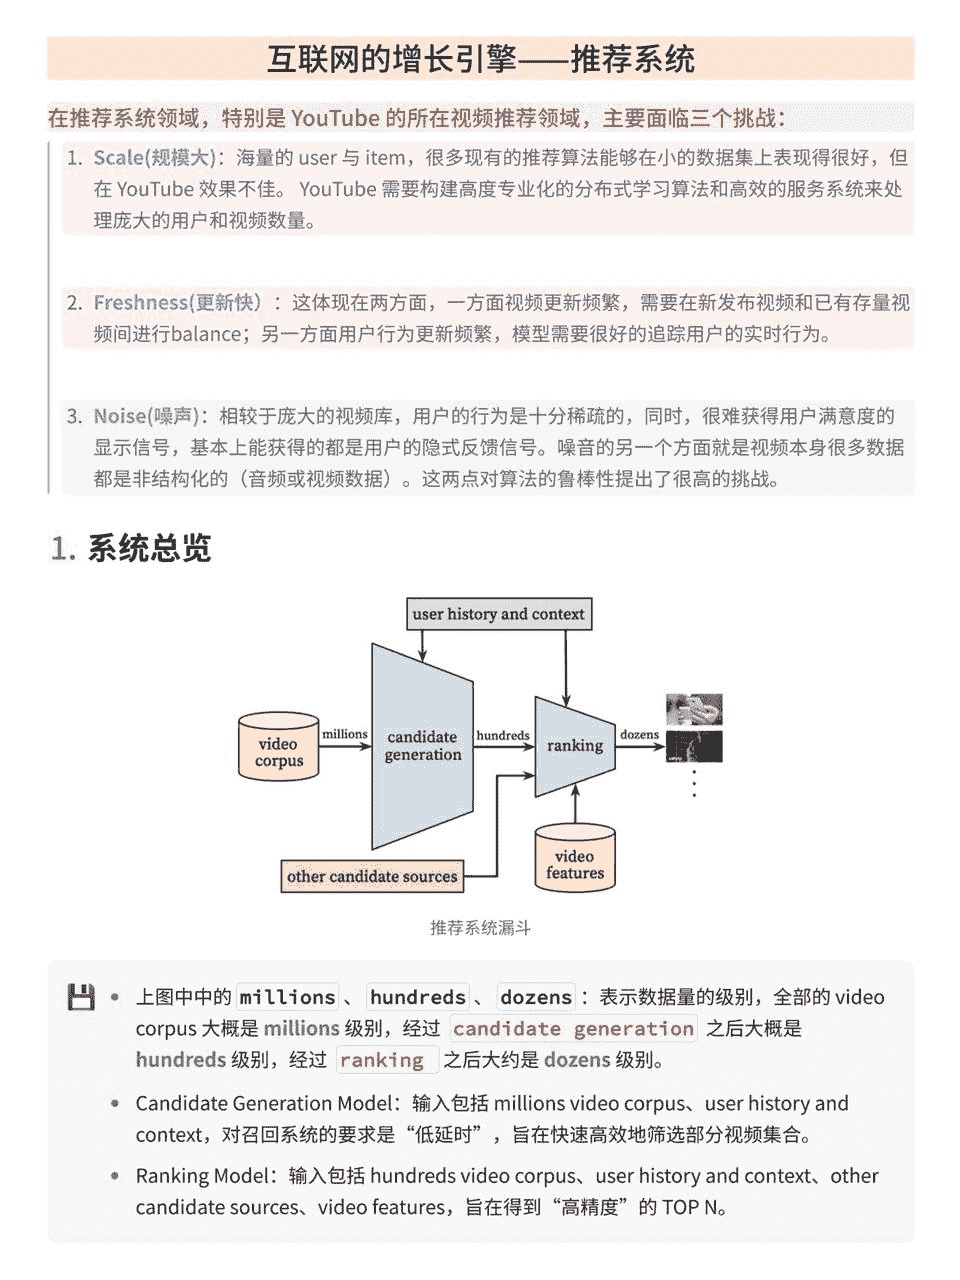 互联网的增长引擎——推荐系统
在推荐系统领域，特别是 YouTube 的所在视频推荐领域，主要面临三个挑战：
1. Scale(规模大)：海量的 user 与 item，很多现有的推荐算法能够在小的数据集上表现得很好，但
在 YouTube 效果不佳。 YouTube 需要构建高度专业化的分布式学习算法和高效的服务系统来处
理庞大的用户和视频数量。
2. Freshness(更新快）：这体现在两方面，一方面视频更新频繁，需要在新发布视频和已有存量视
频间进行balance；另一方面用户行为更新频繁，模型需要很好的追踪用户的实时行为。
3. Noise(噪声)：相较于庞大的视频库，用户的行为是十分稀疏的，同时，很难获得用户满意度的
显示信号，基本上能获得的都是用户的隐式反馈信号。噪音的另一个方面就是视频本身很多数据
都是非结构化的（音频或视频数据）。这两点对算法的鲁棒性提出了很高的挑战。
1. 系统总览
user history and context
video
corpus
millions
candidate
generation
hundreds
ranking
dozens
other candidate sources
video
features
推荐系统漏斗
• 上图中中的 millions 、 hundreds 、 dozens ：表示数据量的级别，全部的 video
corpus 大概是 millions 级别，经过 candidate generation 之后大概是
hundreds 级别，经过 ranking 之后大约是 dozens 级别。
• Candidate Generation Model：输入包括 millions video corpus、user history and
context，对召回系统的要求是“低延时”，旨在快速高效地筛选部分视频集合。
• Ranking Model：输入包括 hundreds video corpus、user history and context、other
candidate sources、video features，旨在得到“高精度”的 TOP N。